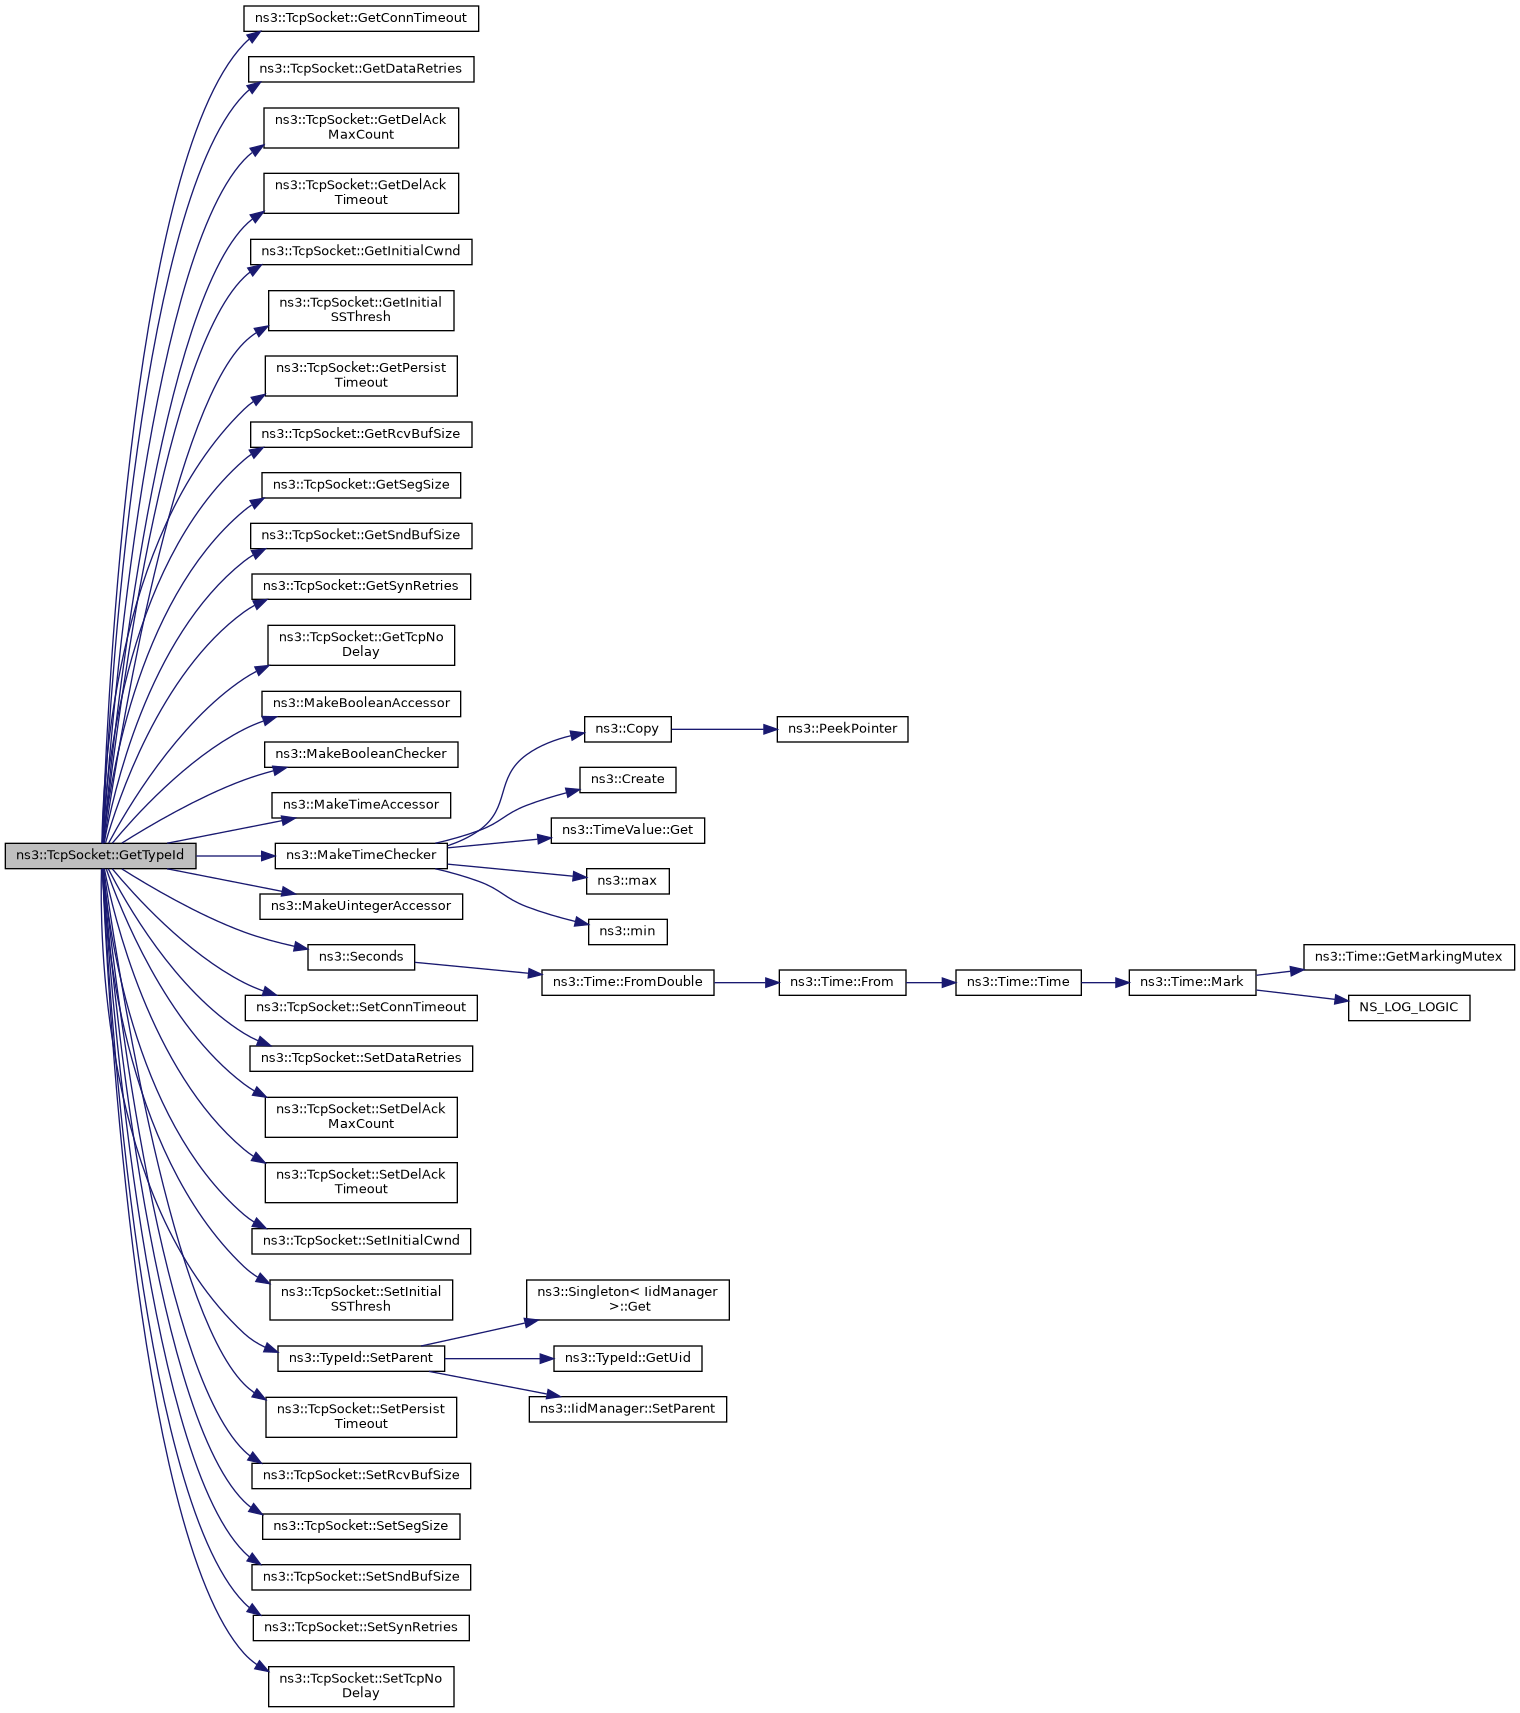 ns3::TcpSocket::GetTypeId
ns3::TcpSocket::GetConnTimeout
ns3::TcpSocket::GetDataRetries
ns3::TcpSocket::GetDelAck
MaxCount
ns3::TcpSocket::GetDelAck
Timeout
ns3::TcpSocket::GetInitialCwnd
ns3::TcpSocket::GetInitial
SSThresh
ns3::TcpSocket::GetPersist
Timeout
ns3::TcpSocket::GetRcvBufSize
ns3::TcpSocket::GetSegSize
ns3::TcpSocket::GetSndBufSize
ns3::TcpSocket::GetSynRetries
ns3::TcpSocket::GetTcpNo
Delay
ns3::MakeBooleanAccessor
ns3::MakeBooleanChecker
ns3::MakeTimeAccessor
ns3::MakeTimeChecker
ns3::MakeUintegerAccessor
ns3::Seconds
ns3::TcpSocket::SetConnTimeout
ns3::TcpSocket::SetDataRetries
ns3::TcpSocket::SetDelAck
MaxCount
ns3::TcpSocket::SetDelAck
Timeout
ns3::TcpSocket::SetInitialCwnd
ns3::TcpSocket::SetInitial
SSThresh
ns3::TypeId::SetParent
ns3::TcpSocket::SetPersist
Timeout
ns3::TcpSocket::SetRcvBufSize
ns3::TcpSocket::SetSegSize
ns3::TcpSocket::SetSndBufSize
ns3::TcpSocket::SetSynRetries
ns3::TcpSocket::SetTcpNo
Delay
ns3::Copy
ns3::Create
ns3::TimeValue::Get
ns3::max
ns3::min
ns3::PeekPointer
ns3::Time::FromDouble
ns3::Time::From
ns3::Time::Time
ns3::Time::Mark
ns3::Time::GetMarkingMutex
NS_LOG_LOGIC
ns3::Singleton< IidManager
>::Get
ns3::TypeId::GetUid
ns3::IidManager::SetParent